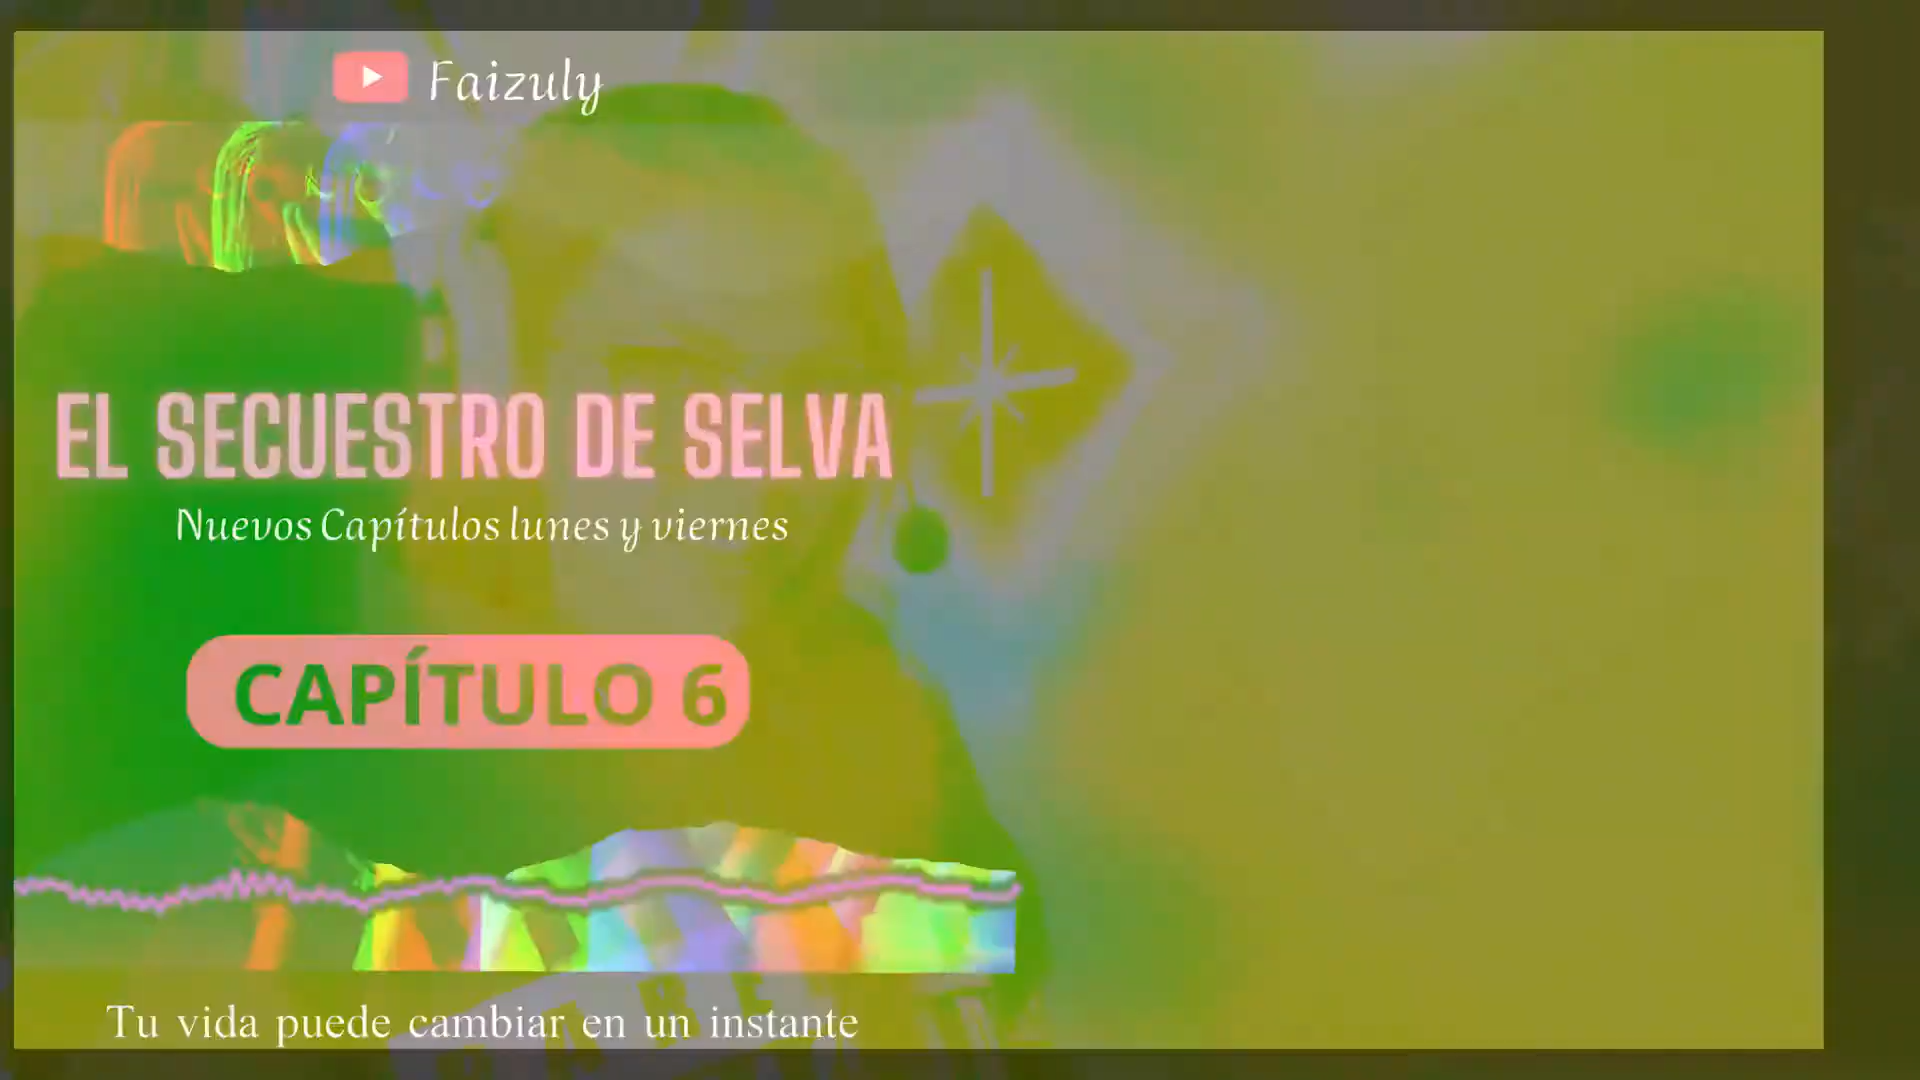 Faizuly
EL SECUESTRO DE SELVA
Nuevos Capítulos lunes y viernes
CAPÍTULO 6
Tu vida puede cambiar en un instante